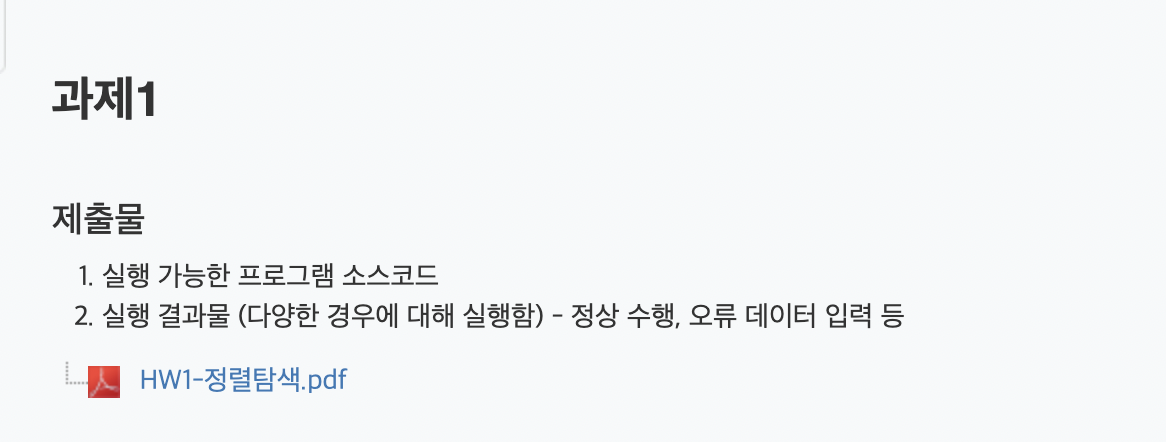 과제1
제출물
1. 실행 가능한 프로그램 소스코드
2. 실행 결과물 (다양한 경우에 대해 실행함) - 정상 수행, 오류 데이터 입력 등
HW1-정렬탐색.pdf